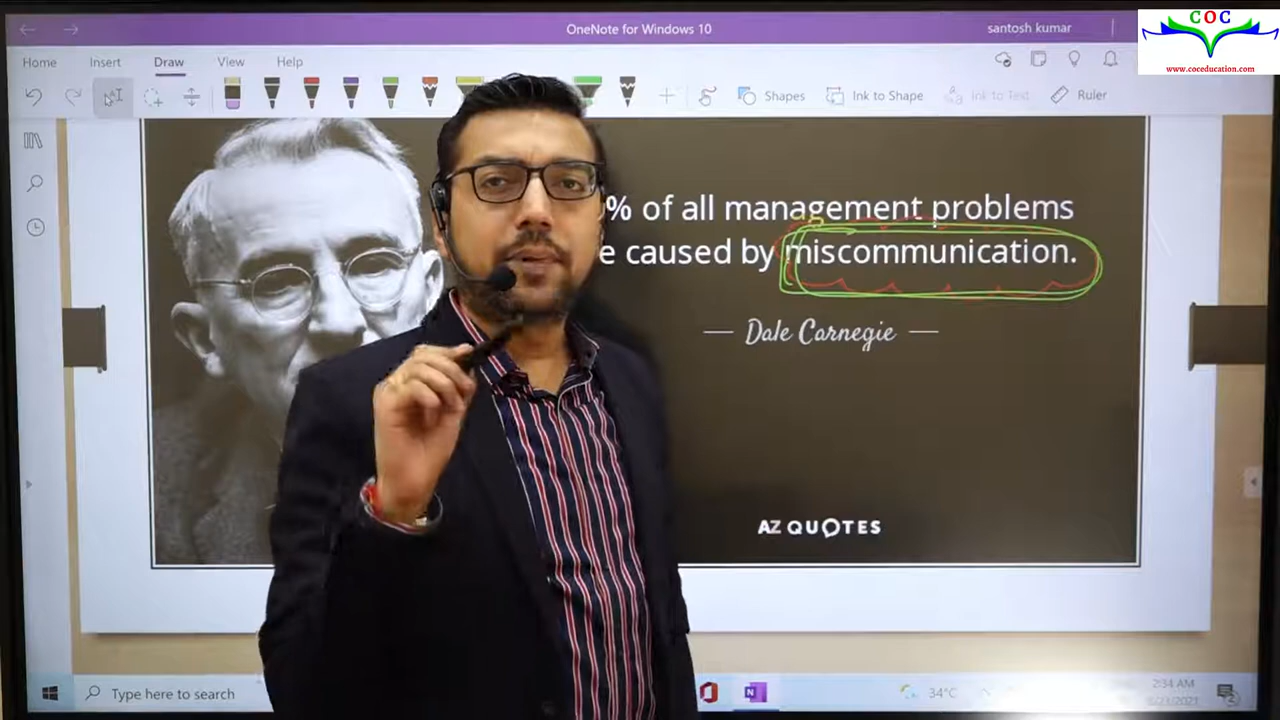 COC
www.coceducation.com
OneNote for Windows 10
santosh kumar
Home Insert Draw View Help
Shapes Ink to Shape Ink to Text Ruler
% of all management problems
e caused by miscommunication.
Dale Carnegie
AZ QUOTES
Type here to search
34°C
2:34 AM